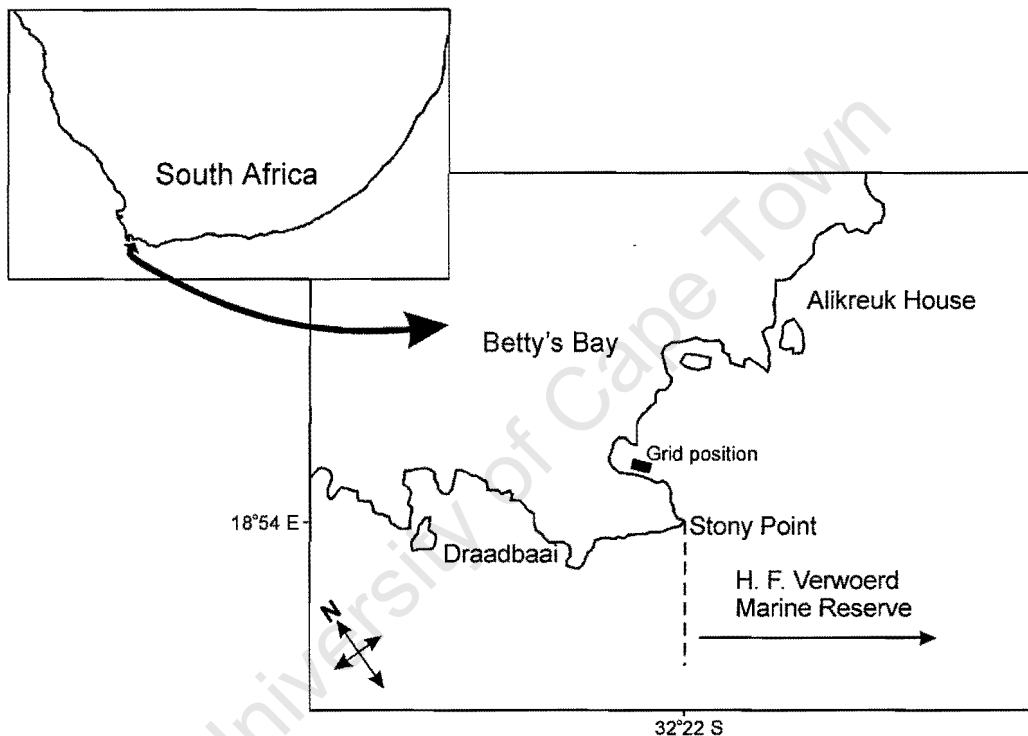 South Africa
Alikreuk House
Betty's Bay
Grid position
18°54 E
Stony Point
Draadbaai
H. F. Verwoerd
Marine Reserve
N
32°22 S
University of Cape Town